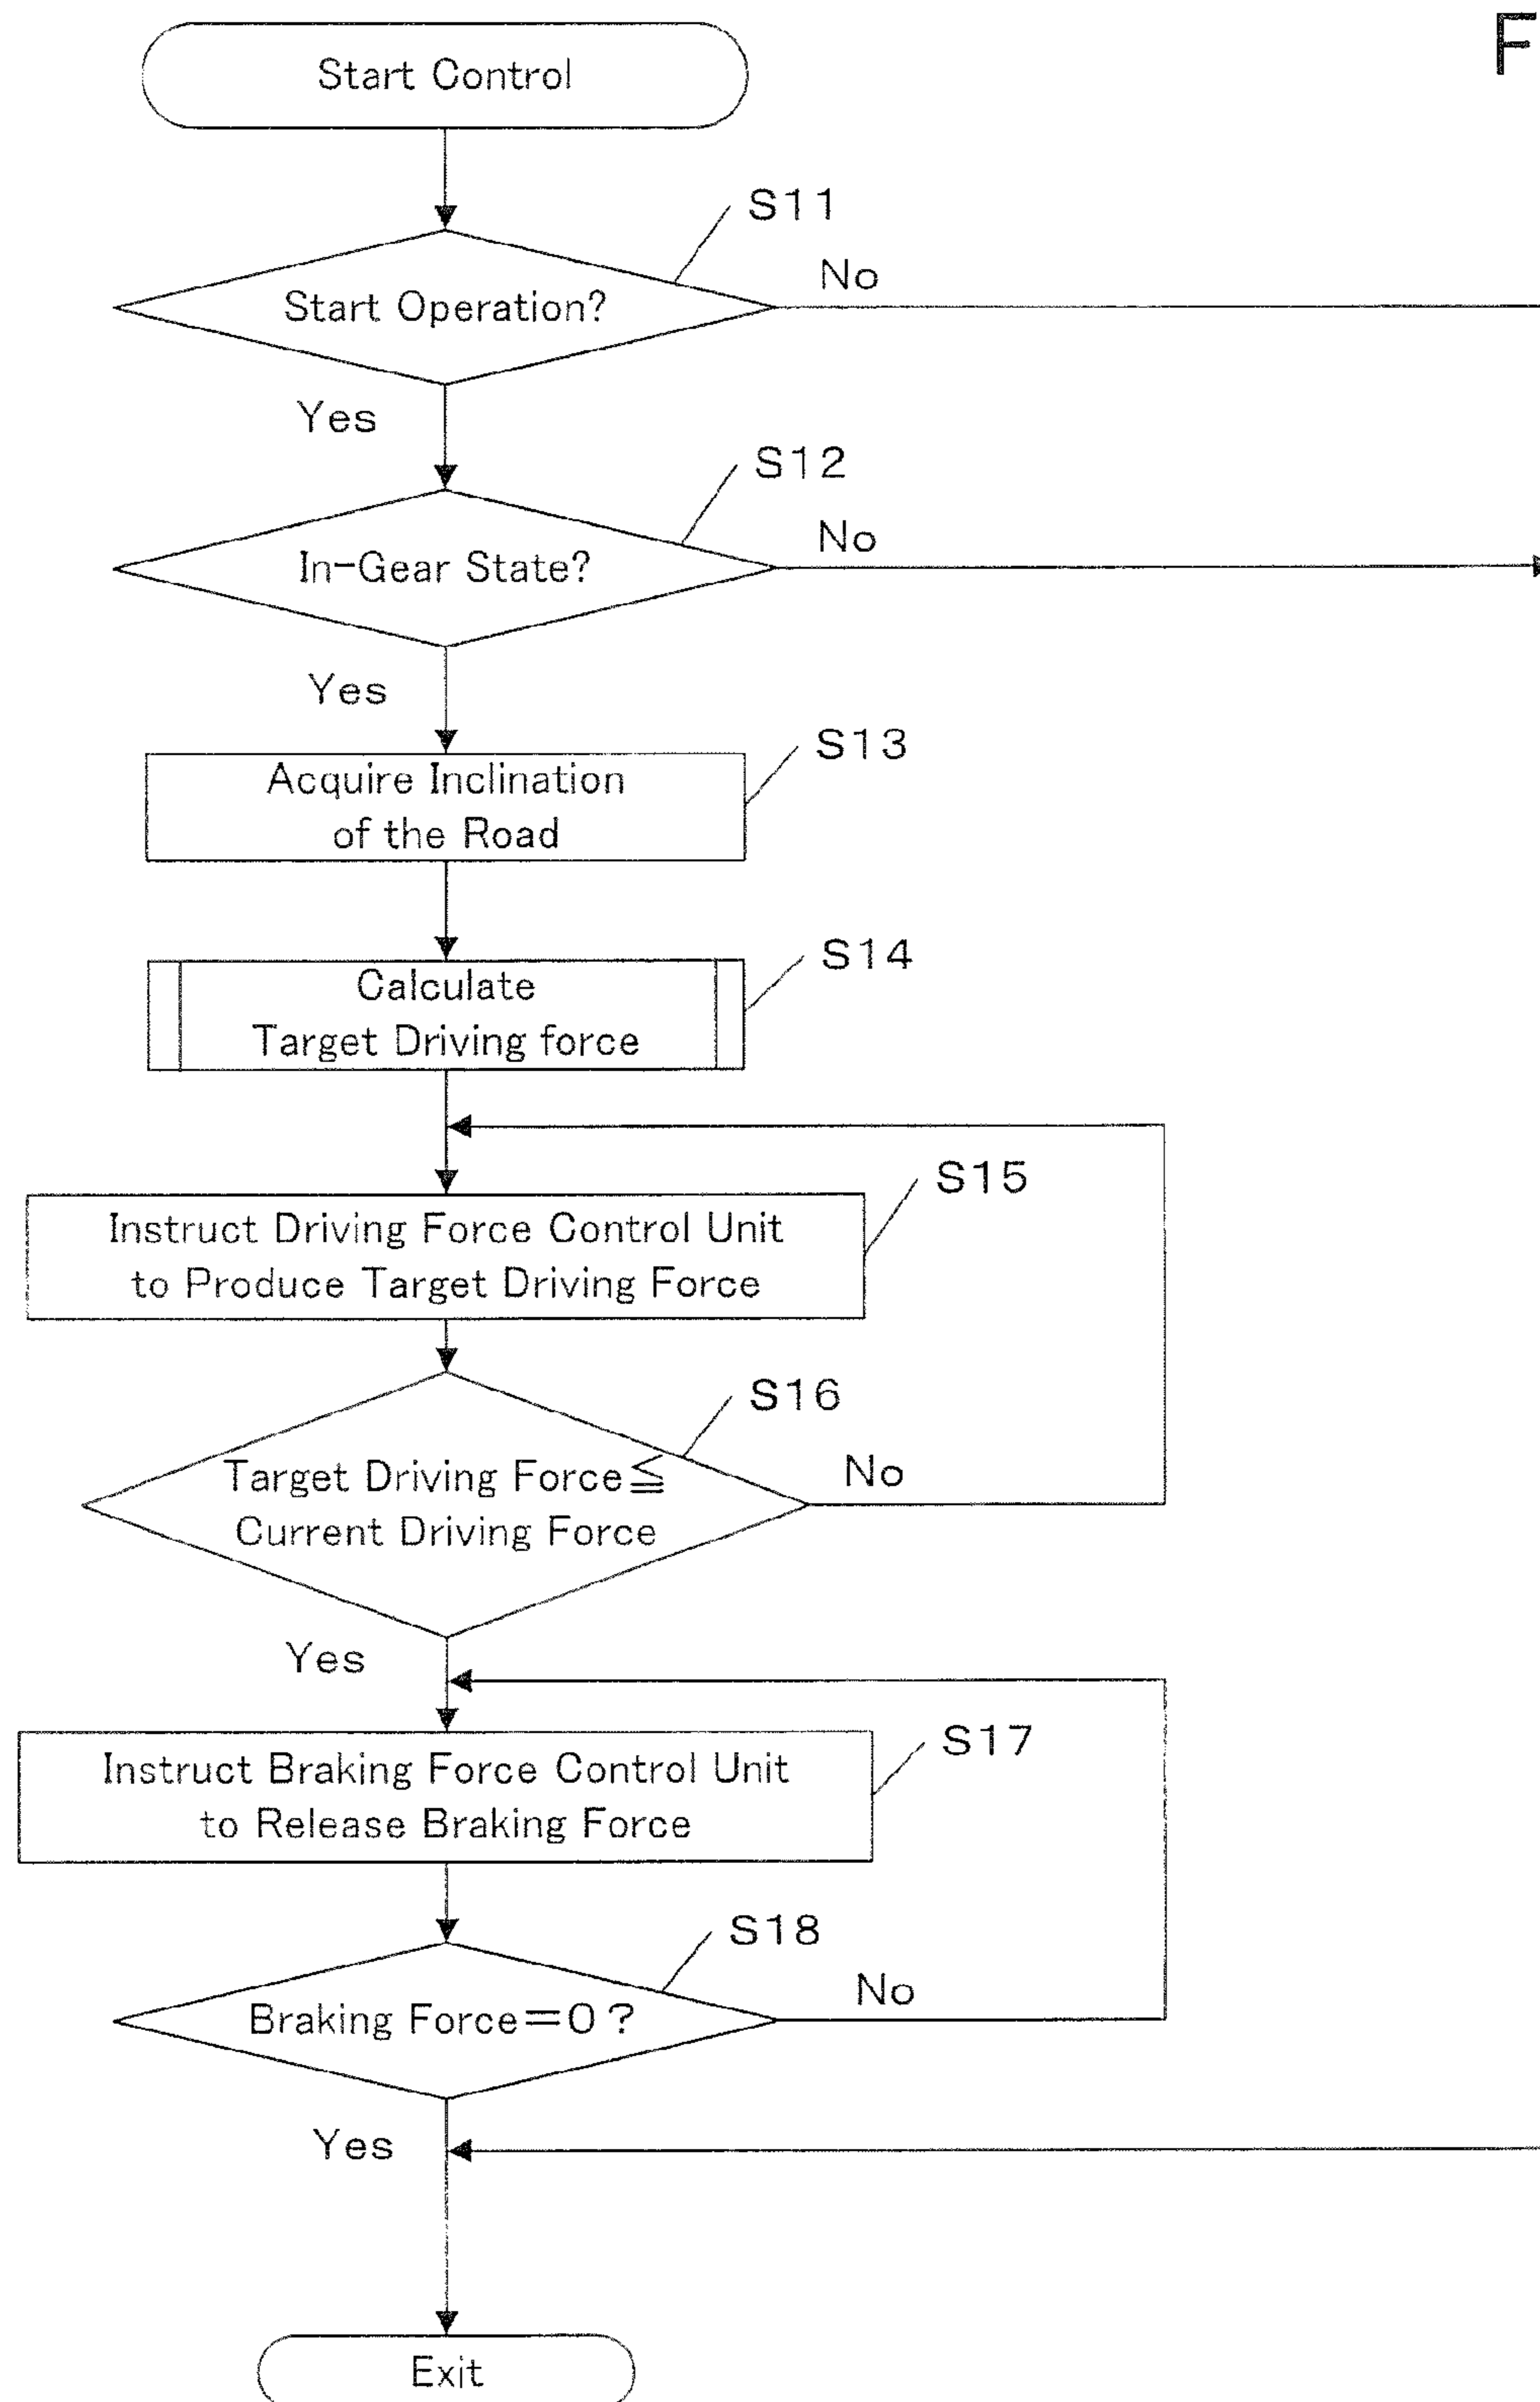 F
Start Control
S11
Start Operation?
No
Yes
S12
In-Gear State?
No
Yes
S13
Acquire Inclination
of the Road
S14
Calculate
Target Driving force
S15
Instruct Driving Force Control Unit
to Produce Target Driving Force
S16
Target Driving Force≦
Current Driving Force
No
Yes
S17
Instruct Braking Force Control Unit
to Release Braking Force
S18
Braking Force=0?
No
Yes
Exit